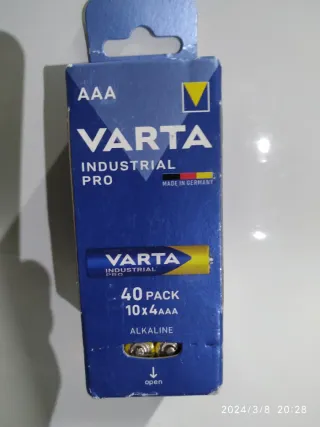 AAA
VARTA
INDUSTRIAL
PRO
MADE IN GERMANY
VARTA
INDUSTRIAL
PRO
40 PACK
10x4AAA
ALKALINE
open
2024/3/8 20:28